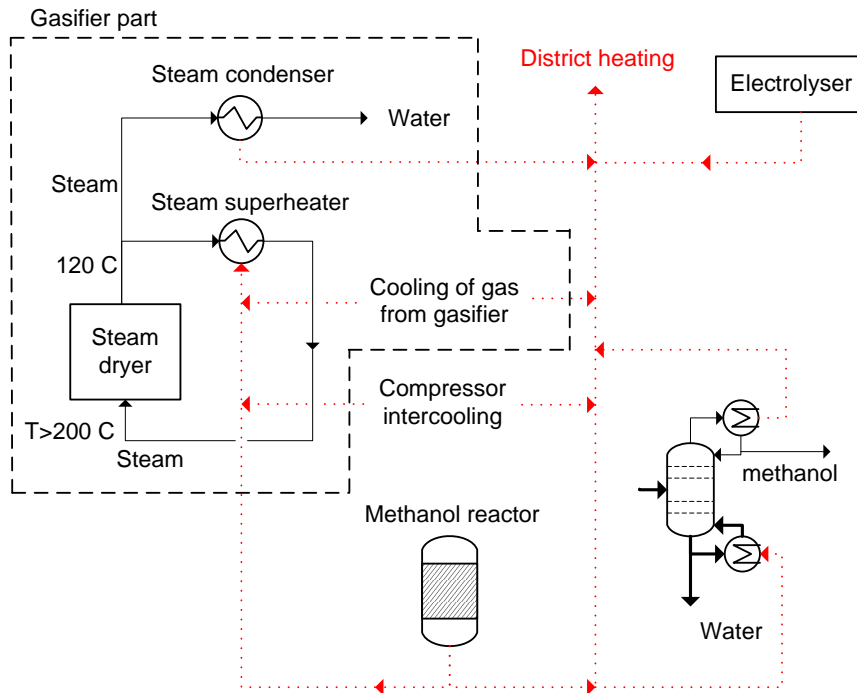 Gasifier part
Steam condenser
District heating
Electrolyser
Water
Steam
Steam superheater
120 C
Cooling of gas
from gasifier
Steam
dryer
Compressor
intercooling
T>200 C
Steam
methanol
Methanol reactor
Water